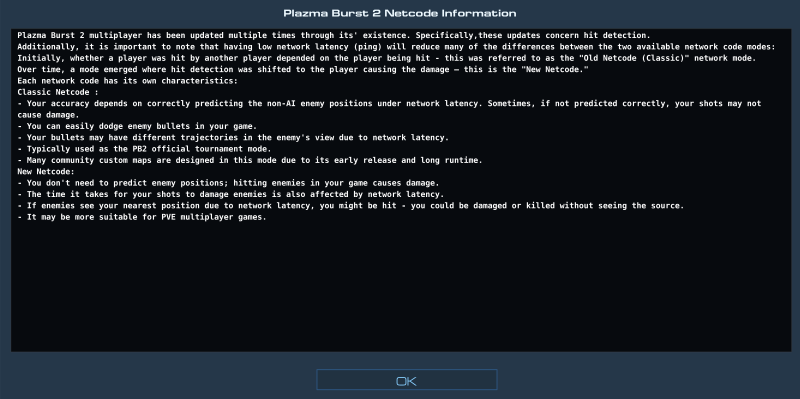 Plazma Burst 2 Netcode Information
Plazma Burst 2 multiplayer has been updated multiple times through its' existence. Specifically,these updates concern hit detection.
Additionally, it is important to note that having low network latency (ping) will reduce many of the differences between the two available network code modes:
Initially, whether a player was hit by another player depended on the player being hit - this was referred to as the "Old Netcode (Classic)" network mode.
Over time, a mode emerged where hit detection was shifted to the player causing the damage — this is the "New Netcode."
Each network code has its own characteristics:
Classic Netcode :
- Your accuracy depends on correctly predicting the non-AI enemy positions under network latency. Sometimes, if not predicted correctly, your shots may not
cause damage.
- You can easily dodge enemy bullets in your game.
- Your bullets may have different trajectories in the enemy's view due to network latency.
- Typically used as the PB2 official tournament mode.
- Many community custom maps are designed in this mode due to its early release and long runtime.
New Netcode:
- You don't need to predict enemy positions; hitting enemies in your game causes damage.
- The time it takes for your shots to damage enemies is also affected by network latency.
- If enemies see your nearest position due to network latency, you might be hit - you could be damaged or killed without seeing the source.
- It may be more suitable for PVE multiplayer games.
OK